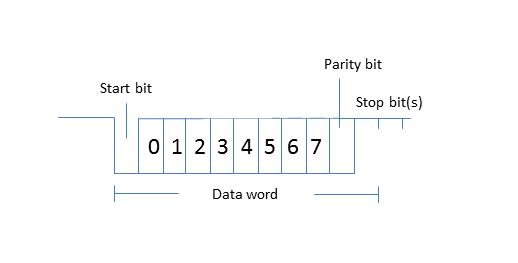 Parity bit
Start bit
Stop bit(s)
0 1 2 3 4 5 6 7
Data word